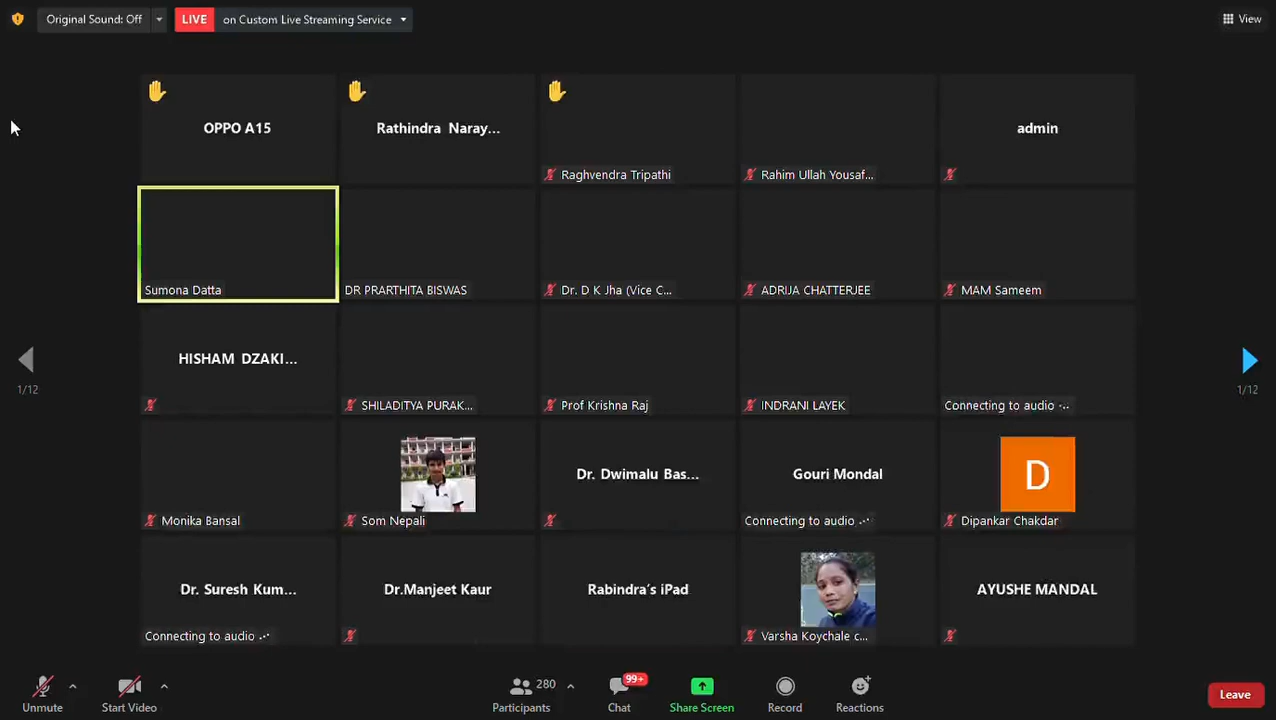 Original Sound: Off
LIVE on Custom Live Streaming Service
View
OPPO A15
Rathindra Naray...
Raghvendra Tripathi
Rahim Ullah Yousaf...
admin
Sumona Datta
DR PRARTHITA BISWAS
Dr. D K Jha (Vice C...
ADRIJA CHATTERJEE
MAM Sameem
1/12
HISHAM DZAKI...
SHILADITYA PURAK...
Prof Krishna Raj
INDRANI LAYEK
Connecting to audio
1/12
Monika Bansal
Som Nepali
Dr. Dwimalu Bas...
Gouri Mondal
Connecting to audio
D
Dipankar Chakdar
Dr. Suresh Kum...
Connecting to audio
Dr.Manjeet Kaur
Rabindra's iPad
Varsha Koychale c...
AYUSHE MANDAL
Unmute
Start Video
280
Participants
99+
Chat
Share Screen
Record
Reactions
Leave